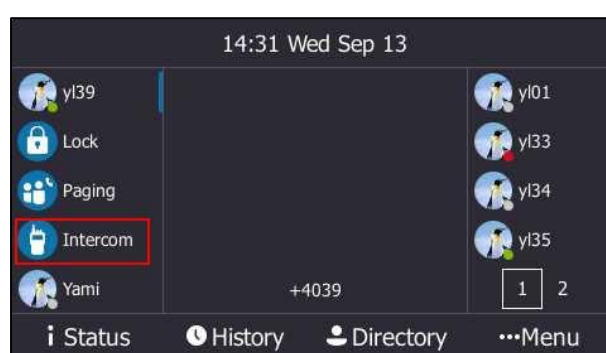 14:31 Wed Sep 13
yl39
Lock
Paging
Intercom
Yami
+4039
yl01
yl33
yl34
yl35
1 2
Status History Directory Menu